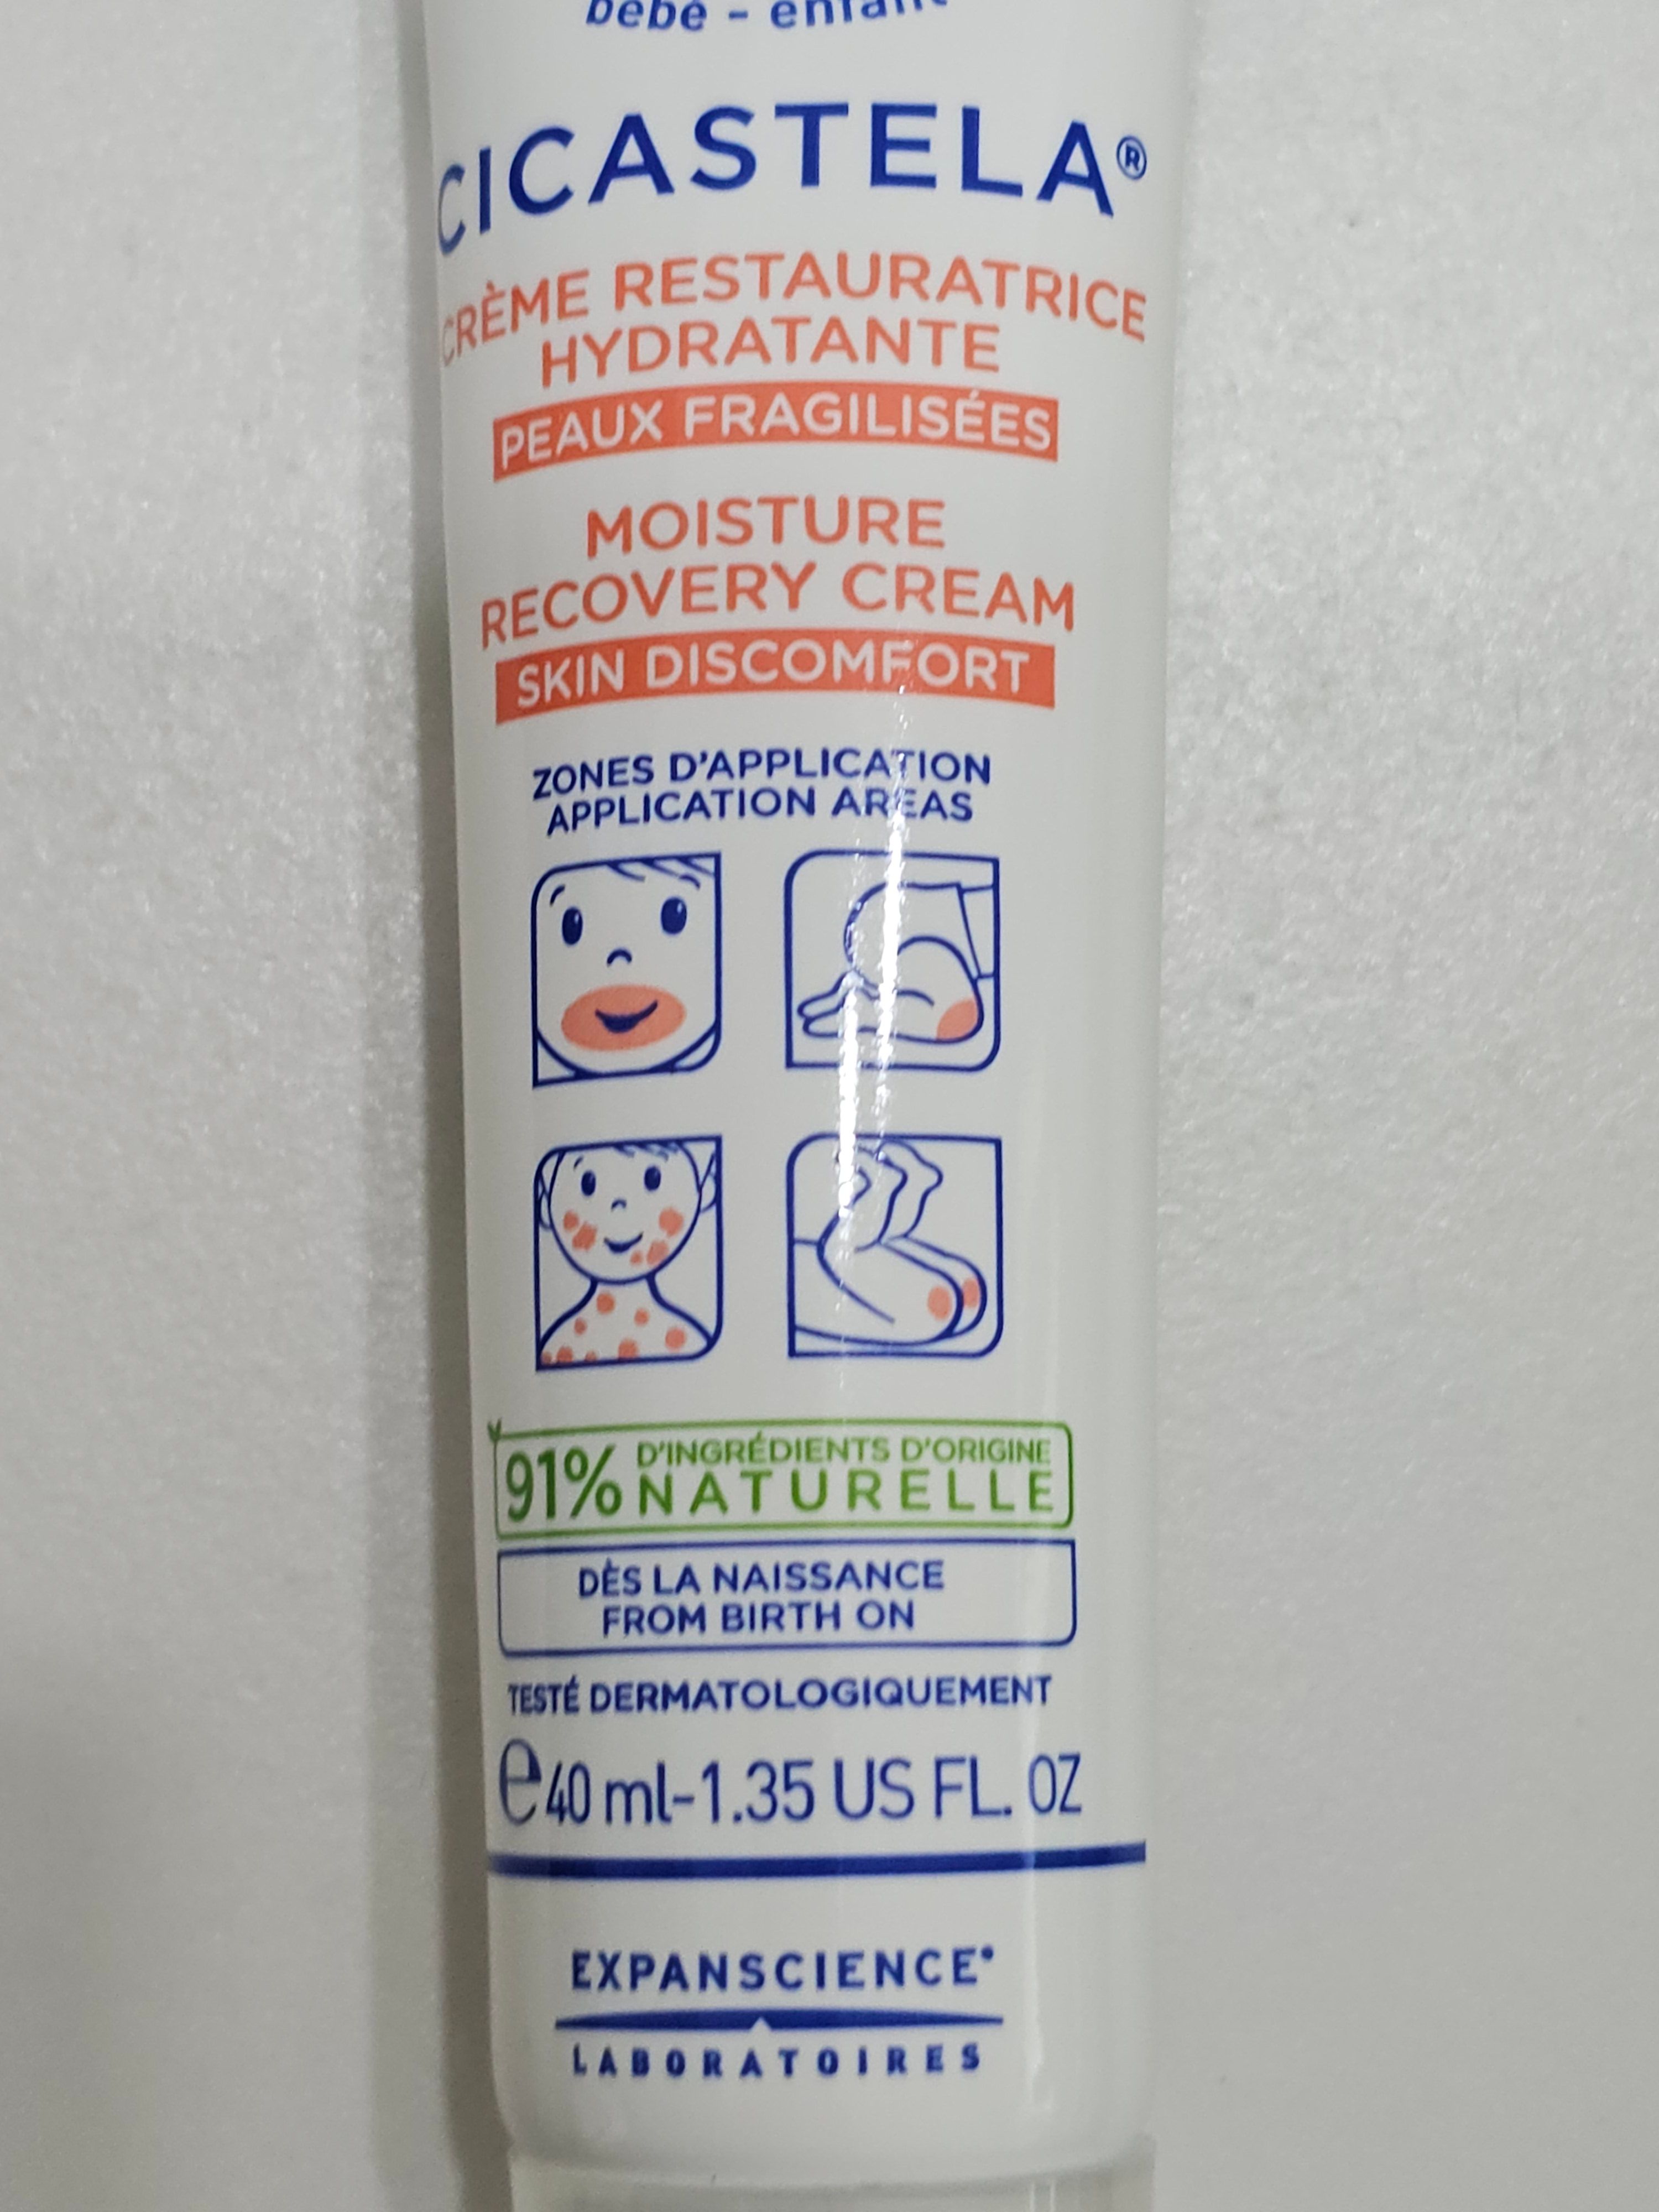 bébé - enfant
CICASTELA®
CRÈME RESTAURATRICE
HYDRATANTE
PEAUX FRAGILISÉES
MOISTURE
RECOVERY CREAM
SKIN DISCOMFORT
ZONES D'APPLICATION
APPLICATION AREAS
91% D'INGRÉDIENTS D'ORIGINE
NATURELLE
DÈS LA NAISSANCE
FROM BIRTH ON
TESTÉ DERMATOLOGIQUEMENT
℮40 ml-1.35 US FL. OZ
EXPANSCIENCE®
LABORATOIRES